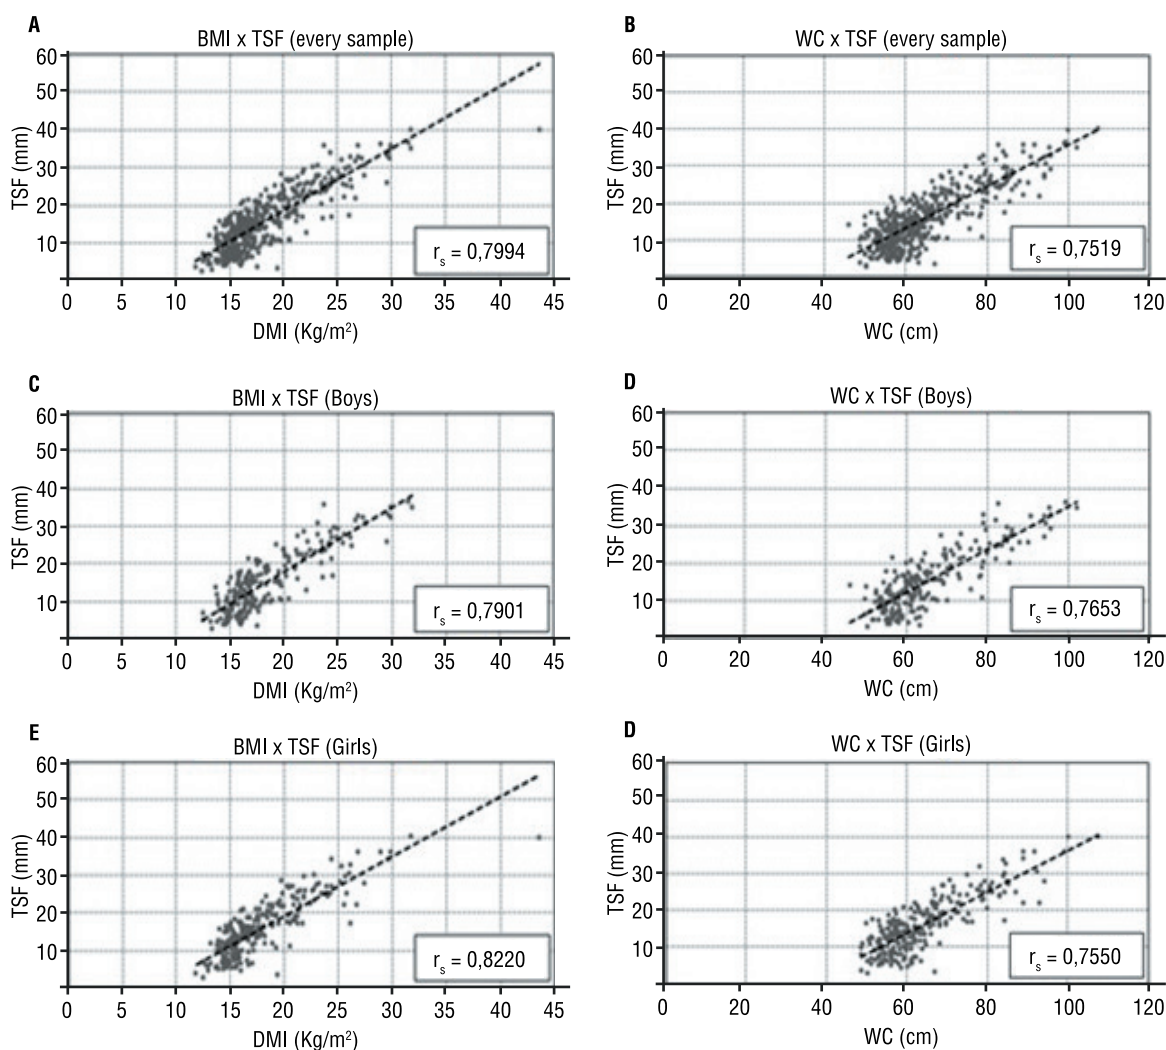 A
BMI x TSF (every sample)
60
50
40
30
20
10
TSF (mm)
rs = 0,7994
0 5 10 15 20 25 30 35 40 45
DMI (Kg/m²)
B
WC x TSF (every sample)
60
50
40
30
20
10
TSF (mm)
rs = 0,7519
0 20 40 60 80 100 120
WC (cm)
C
BMI x TSF (Boys)
60
50
40
30
20
10
TSF (mm)
rs = 0,7901
0 5 10 15 20 25 30 35 40 45
DMI (Kg/m²)
D
WC x TSF (Boys)
60
50
40
30
20
10
TSF (mm)
rs = 0,7653
0 20 40 60 80 100 120
WC (cm)
E
BMI x TSF (Girls)
60
50
40
30
20
10
TSF (mm)
rs = 0,8220
0 5 10 15 20 25 30 35 40 45
DMI (Kg/m²)
D
WC x TSF (Girls)
60
50
40
30
20
10
TSF (mm)
rs = 0,7550
0 20 40 60 80 100 120
WC (cm)